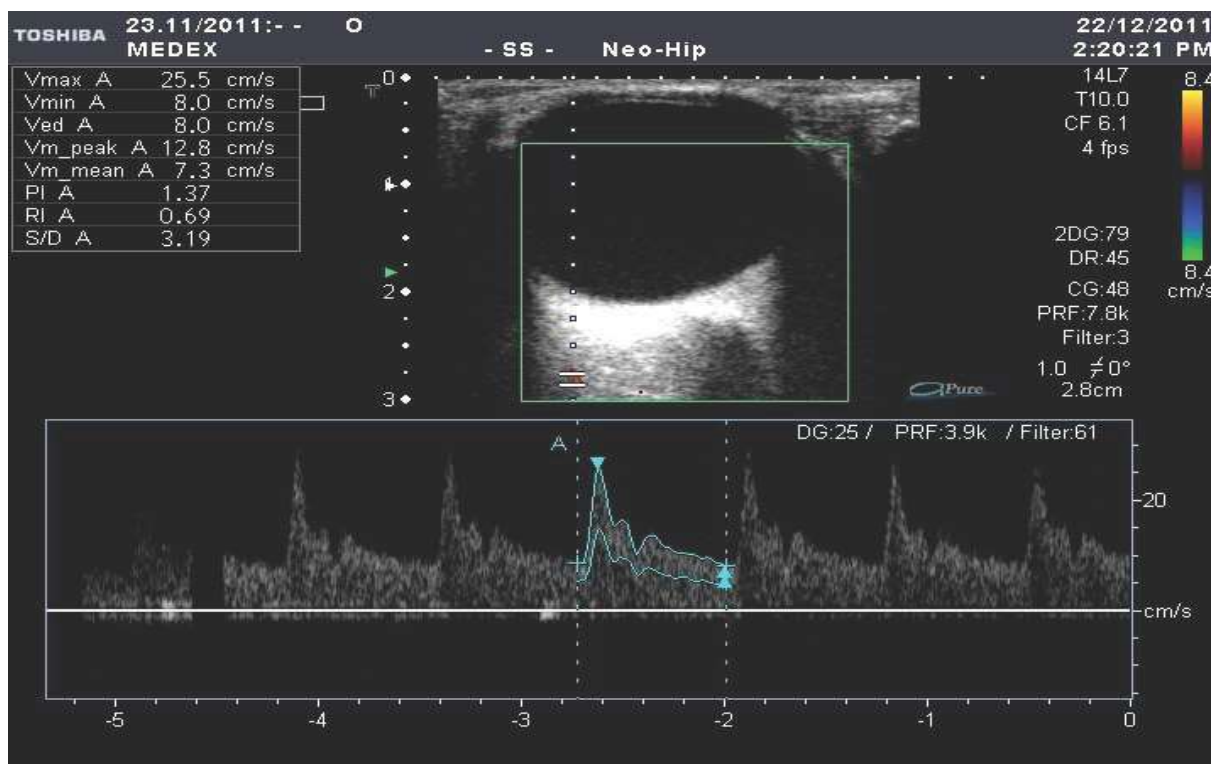 TOSHIBA 23.11/2011:- - O 22/12/2011
MEDEX - SS - Neo-Hip 2:20:21 PM
Vmax A 25.5 cm/s
Vmin A 8.0 cm/s
Ved A 8.0 cm/s
Vm_peak A 12.8 cm/s
Vm_mean A 7.3 cm/s
PI A 1.37
RI A 0.69
S/D A 3.19
0
1
2
3
14L7
T10.0
CF 6.1
4 fps
2DG:79
DR:45
CG:48
PRF:7.8k
Filter:3
1.0 0°
2.8cm
8.4
8.4
cm/s
APure
A
DG:25 / PRF:3.9k / Filter:61
20
cm/s
-5 -4 -3 -2 -1 0